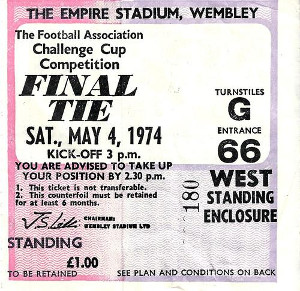 THE EMPIRE STADIUM, WEMBLEY
The Football Association
Challenge Cup
Competition
FINAL
TIE
SAT., MAY 4, 1974
KICK-OFF 3 p.m.
YOU ARE ADVISED TO TAKE UP
YOUR POSITION BY 2.30 p.m.
1. This ticket is not transferable.
2. This counterfoil must be retained
for at least 6 months.
CHAIRMAN:
WEMBLEY STADIUM LTD
STANDING
£1.00
TO BE RETAINED
TURNSTILES
G
ENTRANCE
66
180
WEST
STANDING
ENCLOSURE
SEE PLAN AND CONDITIONS ON BACK